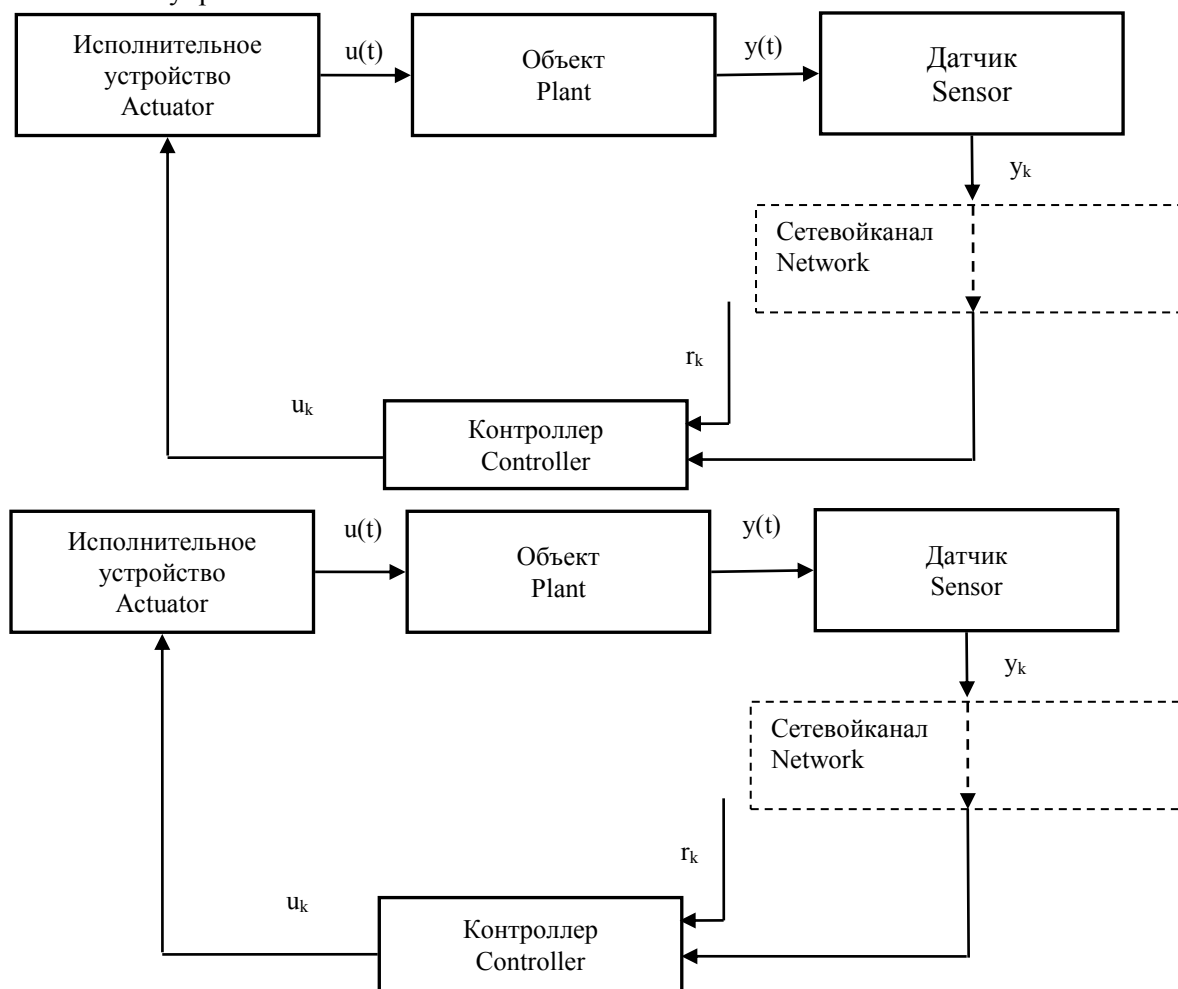 Исполнительное
устройство
Actuator
u(t)
Объект
Plant
y(t)
Датчик
Sensor
yk
Сетевойканал
Network
rk
uk
Контроллер
Controller
Исполнительное
устройство
Actuator
u(t)
Объект
Plant
y(t)
Датчик
Sensor
yk
Сетевойканал
Network
rk
uk
Контроллер
Controller